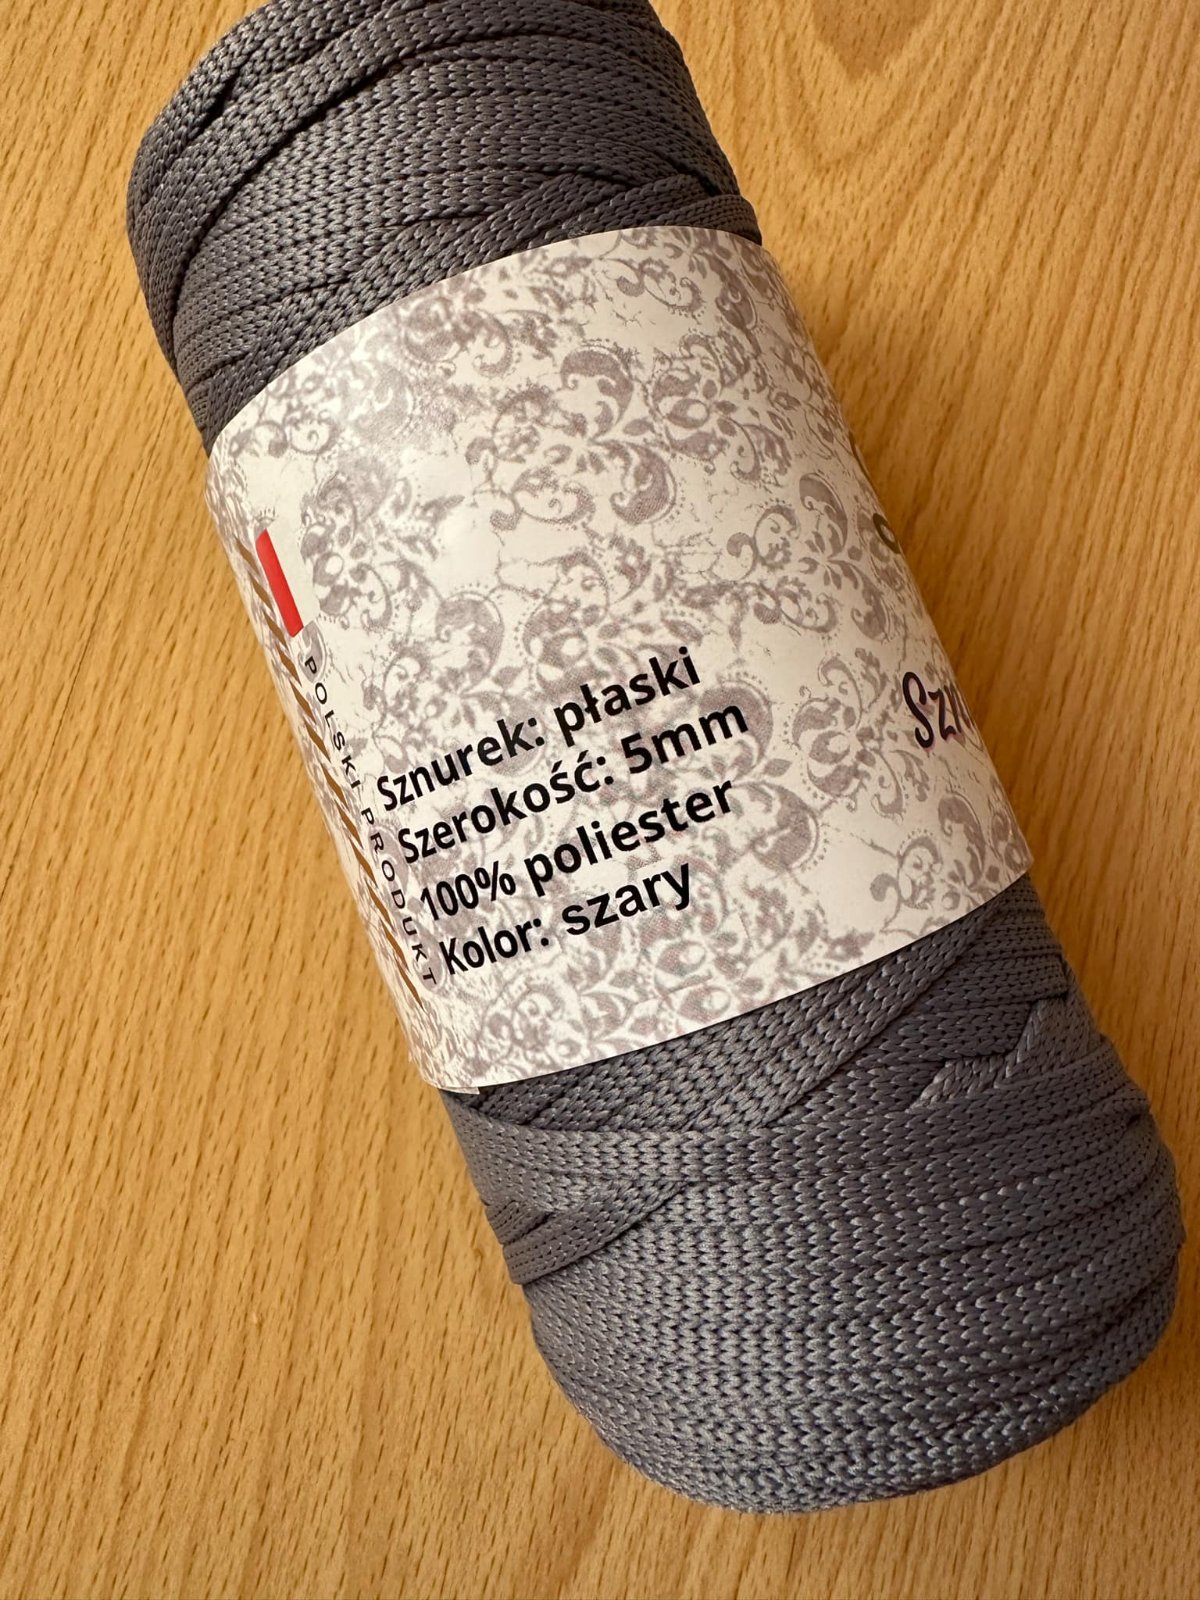 POLSKI PRODUKT
Sznurek: płaski
Szerokość: 5mm
100% poliester
Kolor: szary